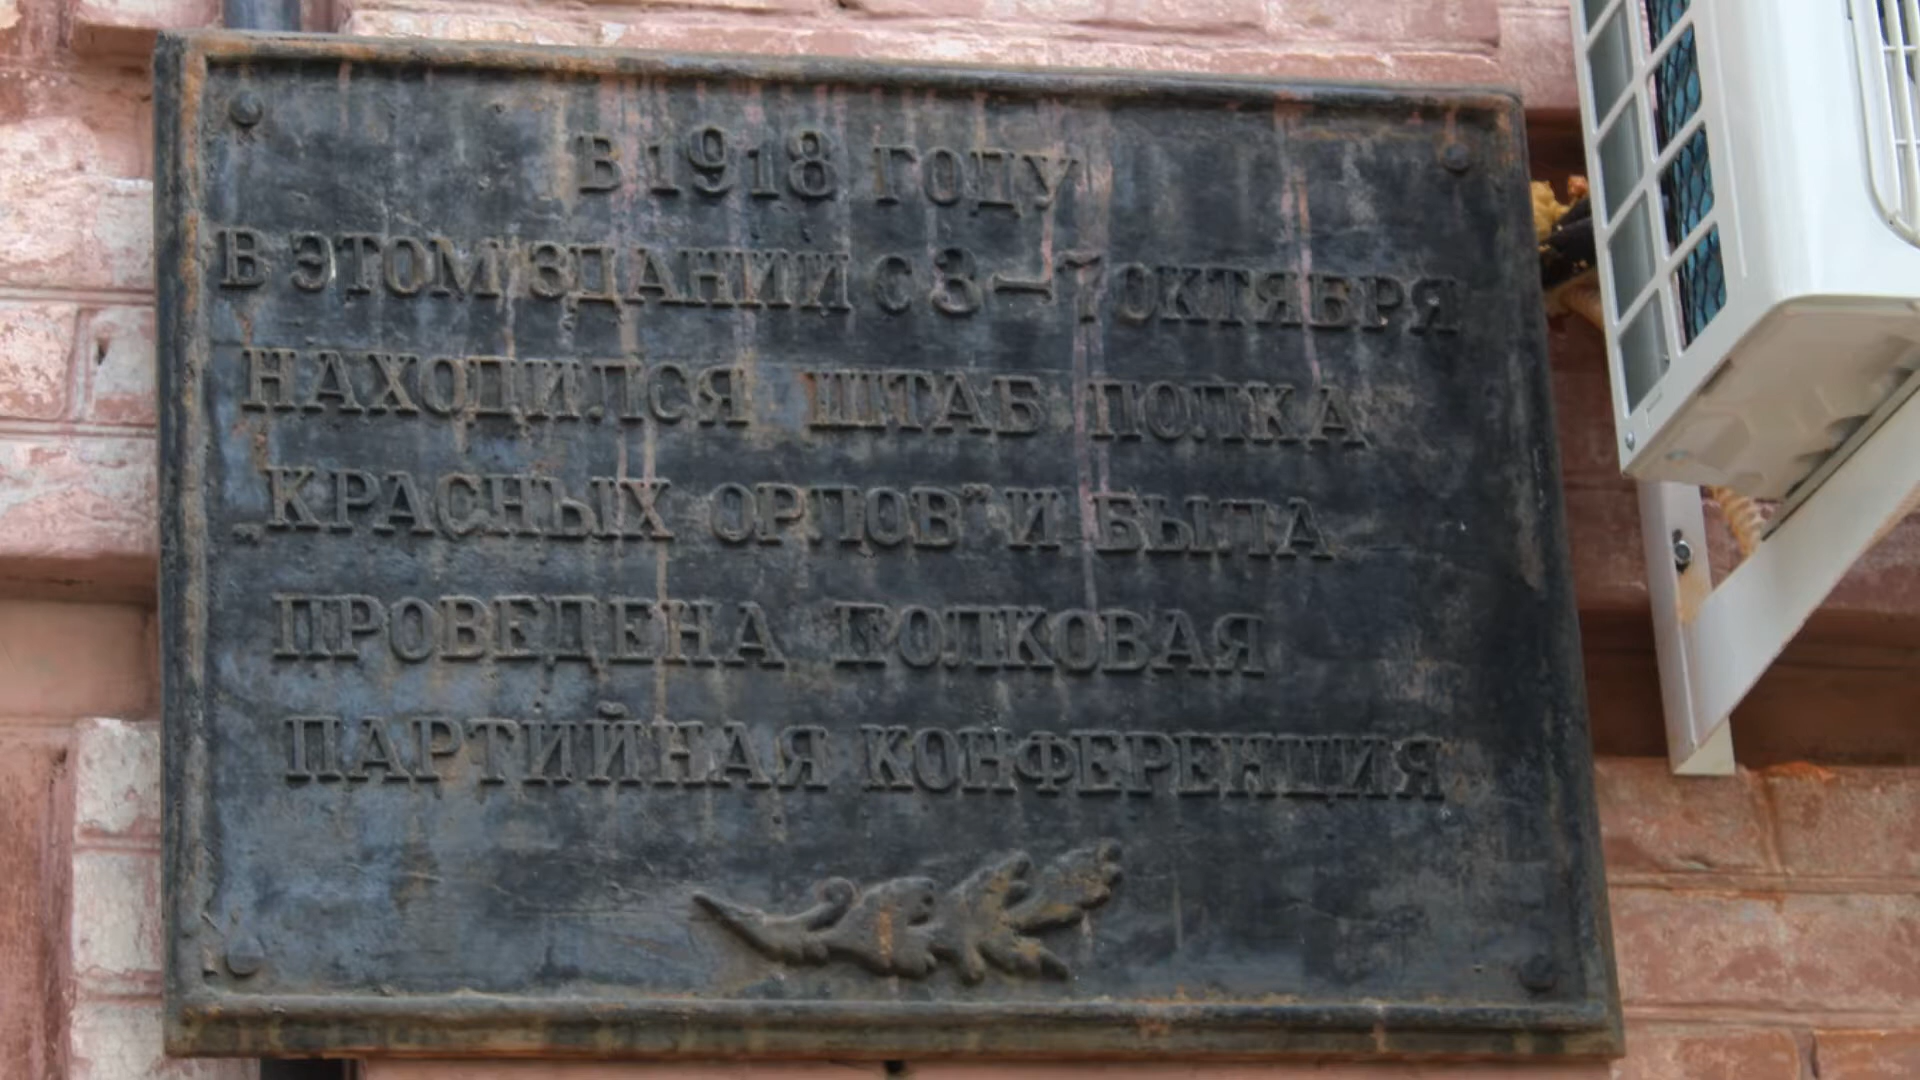 В 1918 ГОДУ
В ЭТОМ ЗДАНИИ С 3–7 ОКТЯБРЯ
НАХОДИЛСЯ ШТАБ ПОЛКА
„КРАСНЫХ ОРЛОВ" И БЫЛА
ПРОВЕДЕНА ПОЛКОВАЯ
ПАРТИЙНАЯ КОНФЕРЕНЦИЯ